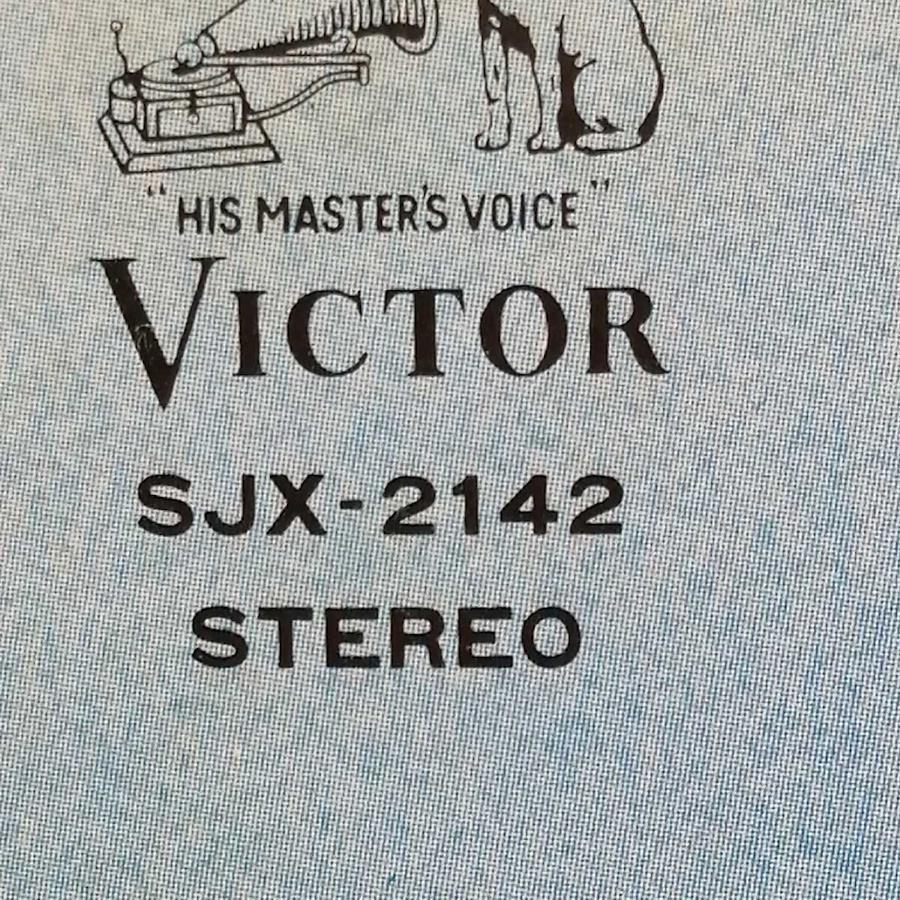 "HIS MASTER'S VOICE"
VICTOR
SJX-2142
STEREO